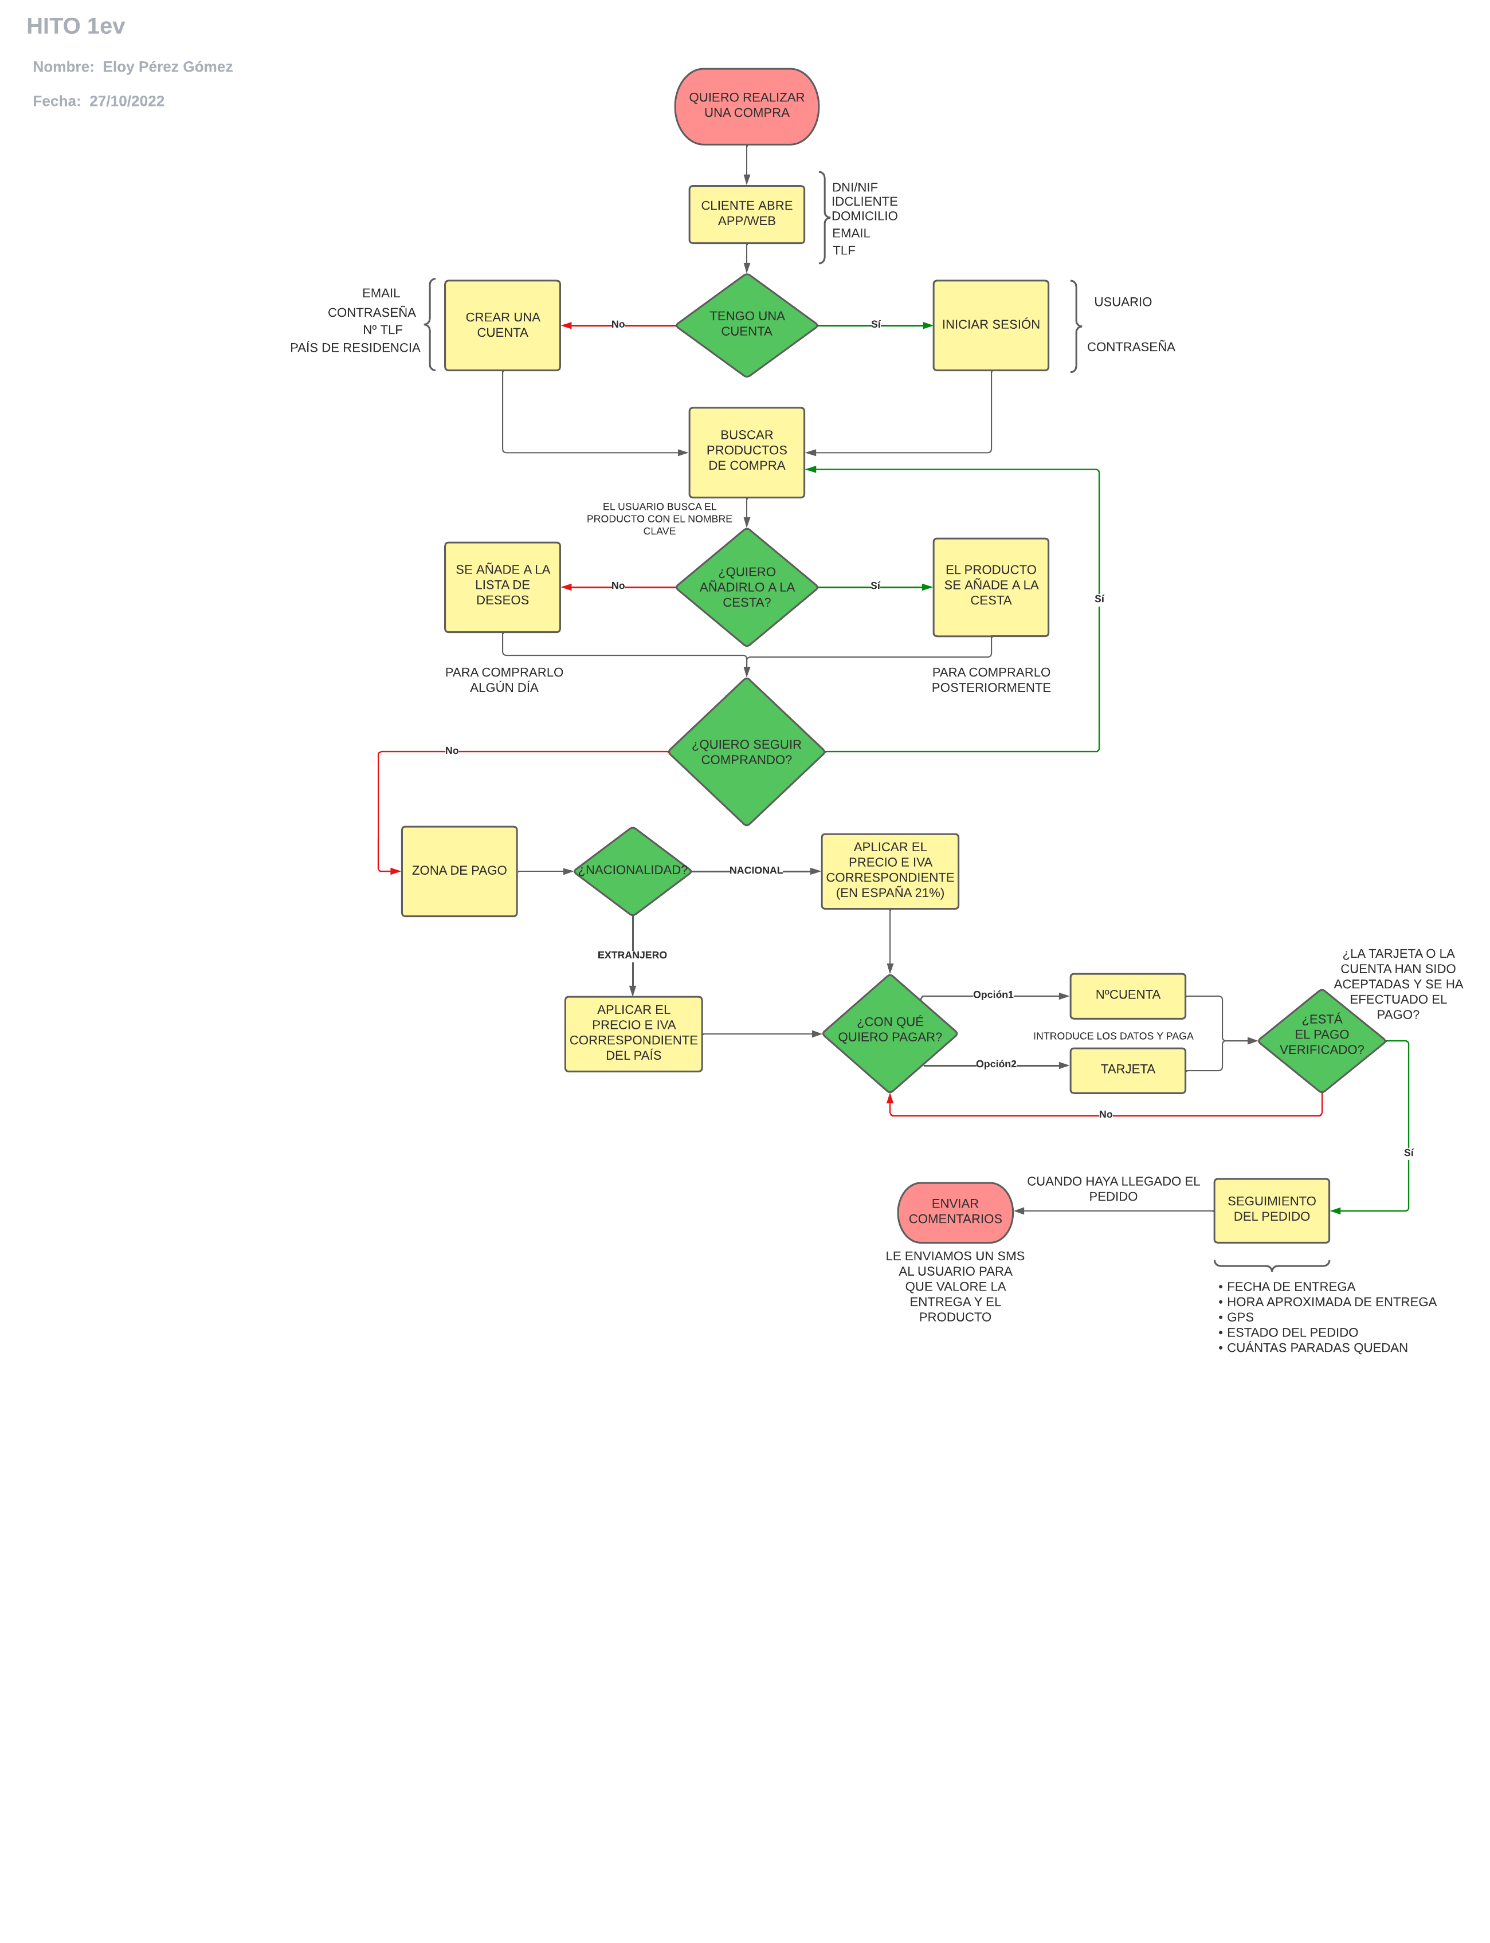 HITO 1ev
Nombre:  Eloy Pérez Gómez
Fecha:  27/10/2022
QUIERO REALIZAR
UNA COMPRA
CLIENTE ABRE
APP/WEB
DNI/NIF
IDCLIENTE
DOMICILIO
EMAIL
TLF
EMAIL
CONTRASEÑA
Nº TLF
PAÍS DE RESIDENCIA
CREAR UNA
CUENTA
No
TENGO UNA
CUENTA
Sí
INICIAR SESIÓN
USUARIO
CONTRASEÑA
BUSCAR
PRODUCTOS
DE COMPRA
EL USUARIO BUSCA EL
PRODUCTO CON EL NOMBRE
CLAVE
SE AÑADE A LA
LISTA DE
DESEOS
No
¿QUIERO
AÑADIRLO A LA
CESTA?
Sí
EL PRODUCTO
SE AÑADE A LA
CESTA
Sí
PARA COMPRARLO
ALGÚN DÍA
PARA COMPRARLO
POSTERIORMENTE
No
¿QUIERO SEGUIR
COMPRANDO?
ZONA DE PAGO
¿NACIONALIDAD?
NACIONAL
APLICAR EL
PRECIO E IVA
CORRESPONDIENTE
(EN ESPAÑA 21%)
EXTRANJERO
APLICAR EL
PRECIO E IVA
CORRESPONDIENTE
DEL PAÍS
¿CON QUÉ
QUIERO PAGAR?
Opción1
NºCUENTA
INTRODUCE LOS DATOS Y PAGA
Opción2
TARJETA
¿LA TARJETA O LA
CUENTA HAN SIDO
ACEPTADAS Y SE HA
EFECTUADO EL
PAGO?
¿ESTÁ
EL PAGO
VERIFICADO?
No
Sí
SEGUIMIENTO
DEL PEDIDO
CUANDO HAYA LLEGADO EL
PEDIDO
ENVIAR
COMENTARIOS
LE ENVIAMOS UN SMS
AL USUARIO PARA
QUE VALORE LA
ENTREGA Y EL
PRODUCTO
• FECHA DE ENTREGA
• HORA APROXIMADA DE ENTREGA
• GPS
• ESTADO DEL PEDIDO
• CUÁNTAS PARADAS QUEDAN